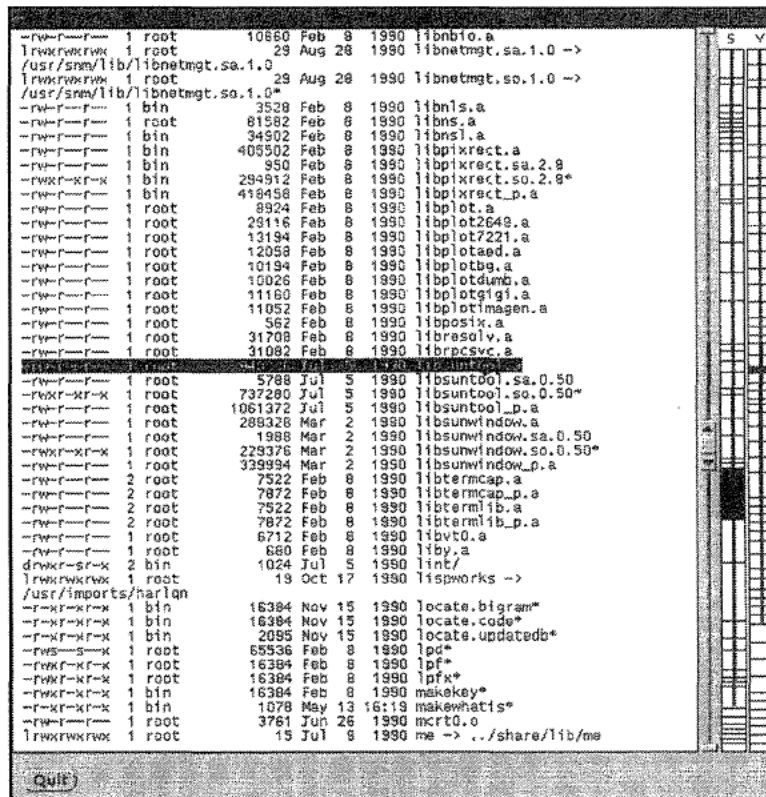 S Y
-rw-r--r-- 1 root 10660 Feb 8 1990 libnbio.a
lrwxrwxrwx 1 root 29 Aug 28 1990 libnetmgt.sa.1.0 ->
/usr/snm/lib/libnetmgt.sa.1.0
lrwxrwxrwx 1 root 29 Aug 28 1990 libnetmgt.so.1.0 ->
/usr/snm/lib/libnetmgt.so.1.0*
-rw-r--r-- 1 bin 3528 Feb 8 1990 libnls.a
-rw-r--r-- 1 root 81582 Feb 8 1990 libns.a
-rw-r--r-- 1 bin 34902 Feb 8 1990 libnsl.a
-rw-r--r-- 1 bin 405502 Feb 8 1990 libpixrect.a
-rw-r--r-- 1 bin 950 Feb 8 1990 libpixrect.sa.2.8
-rwxr-xr-x 1 bin 294912 Feb 8 1990 libpixrect.so.2.8*
-rw-r--r-- 1 bin 418458 Feb 8 1990 libpixrect_p.a
-rw-r--r-- 1 root 8924 Feb 8 1990 libplot.a
-rw-r--r-- 1 root 29116 Feb 8 1990 libplot2648.a
-rw-r--r-- 1 root 13194 Feb 8 1990 libplot7221.a
-rw-r--r-- 1 root 12058 Feb 8 1990 libplotaed.a
-rw-r--r-- 1 root 10194 Feb 8 1990 libplotbg.a
-rw-r--r-- 1 root 10026 Feb 8 1990 libplotdumb.a
-rw-r--r-- 1 root 11160 Feb 8 1990 libplotgigi.a
-rw-r--r-- 1 root 11052 Feb 8 1990 libplotimagen.a
-rw-r--r-- 1 root 562 Feb 8 1990 libposix.a
-rw-r--r-- 1 root 31708 Feb 8 1990 libresolv.a
-rw-r--r-- 1 root 31082 Feb 8 1990 librpcsvc.a
-rw-r--r-- 1 root 5788 Jul 5 1990 libsuntool.sa.0.50
-rwxr-xr-x 1 root 737280 Jul 5 1990 libsuntool.so.0.50*
-rw-r--r-- 1 root 1061372 Jul 5 1990 libsuntool_p.a
-rw-r--r-- 1 root 288328 Mar 2 1990 libsunwindow.a
-rw-r--r-- 1 root 1988 Mar 2 1990 libsunwindow.sa.0.50
-rwxr-xr-x 1 root 229376 Mar 2 1990 libsunwindow.so.0.50*
-rw-r--r-- 1 root 339994 Mar 2 1990 libsunwindow_p.a
-rw-r--r-- 2 root 7522 Feb 8 1990 libtermcap.a
-rw-r--r-- 2 root 7872 Feb 8 1990 libtermcap_p.a
-rw-r--r-- 2 root 7522 Feb 8 1990 libtermlib.a
-rw-r--r-- 2 root 7872 Feb 8 1990 libtermlib_p.a
-rw-r--r-- 1 root 6712 Feb 8 1990 libvt0.a
-rw-r--r-- 1 root 680 Feb 8 1990 liby.a
drwxr-sr-x 2 bin 1024 Jul 5 1990 lint/
lrwxrwxrwx 1 root 19 Oct 17 1990 lispworks ->
/usr/imports/harlqn
-r-xr-xr-x 1 bin 16384 Nov 15 1990 locate.bigram*
-r-xr-xr-x 1 bin 16384 Nov 15 1990 locate.code*
-r-xr-xr-x 1 bin 2095 Nov 15 1990 locate.updatedb*
-rws--s--x 1 root 65536 Feb 8 1990 lpd*
-rwxr-xr-x 1 root 16384 Feb 8 1990 lpf*
-rwxr-xr-x 1 root 16384 Feb 8 1990 lpfx*
-rwxr-xr-x 1 bin 16384 Feb 8 1990 makekey*
-r-xr-xr-x 1 bin 1078 May 13 16:19 makewhatis*
-rw-r--r-- 1 root 3761 Jun 26 1990 mcrt0.o
lrwxrwxrwx 1 root 15 Jul 9 1990 me -> ../share/lib/me
Quit